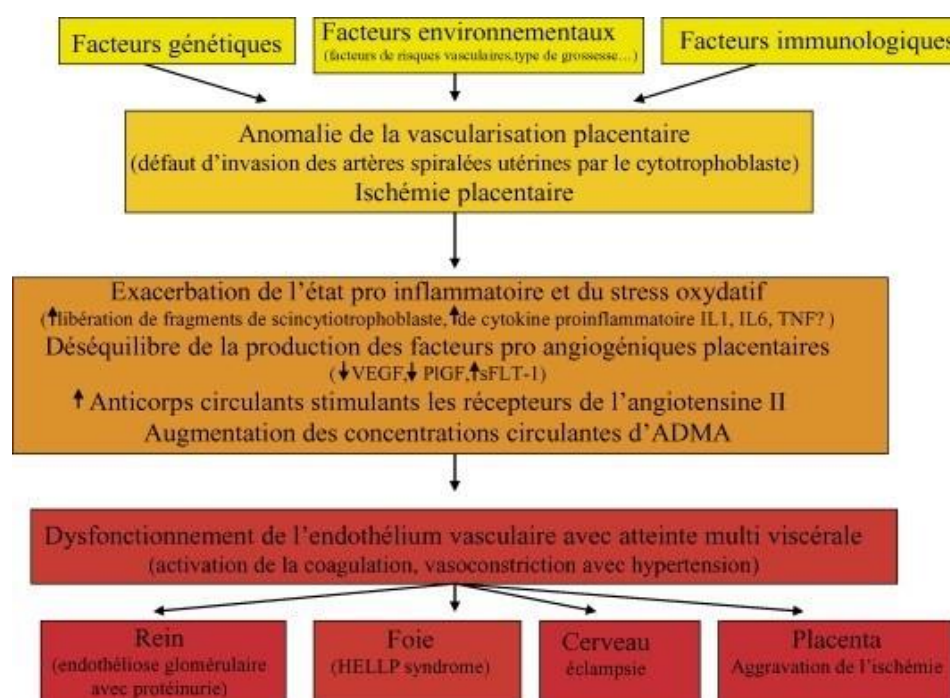 Facteurs génétiques
Facteurs environnementaux
(facteurs de risques vasculaires,type de grossesse...)
Facteurs immunologiques
Anomalie de la vascularisation placentaire
(défaut d'invasion des artères spiralées utérines par le cytotrophoblaste)
Ischémie placentaire
Exacerbation de l'état pro inflammatoire et du stress oxydatif
(↑libération de fragments de scincytiotrophoblaste,↑de cytokine proinflammatoire IL1, IL6, TNF? )
Déséquilibre de la production des facteurs pro angiogéniques placentaires
(↓VEGF,↓ PlGF,↑sFLT-1)
↑ Anticorps circulants stimulants les récepteurs de l'angiotensine II
Augmentation des concentrations circulantes d'ADMA
Dysfonctionnement de l'endothélium vasculaire avec atteinte multi viscérale
(activation de la coagulation, vasoconstriction avec hypertension)
Rein
(endothéliose glomérulaire
avec protéinurie)
Foie
(HELLP syndrome)
Cerveau
éclampsie
Placenta
Aggravation de l'ischémie